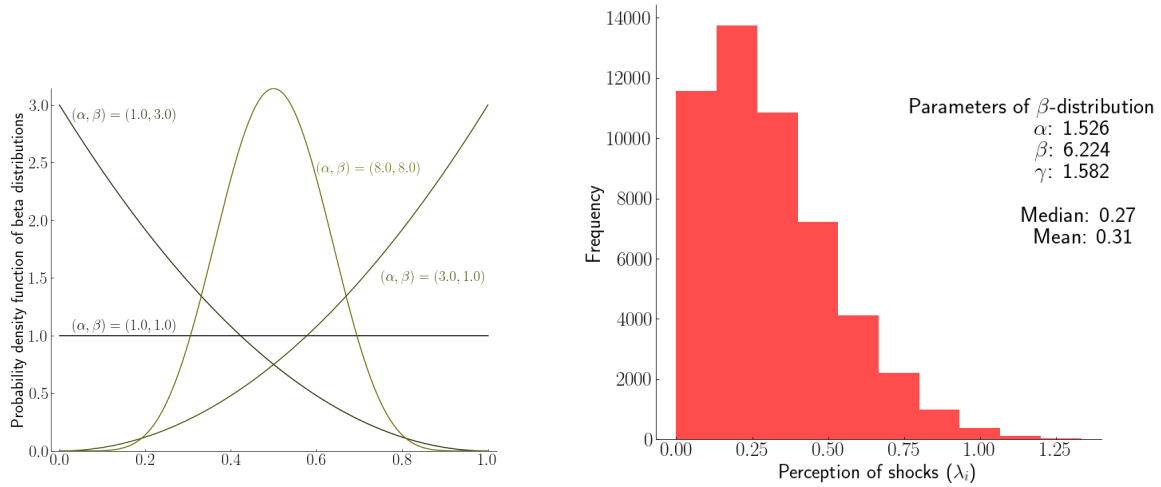 Probability density function of beta distributions
3.0
2.5
2.0
1.5
1.0
0.5
0.0
(α, β) = (1.0, 3.0)
(α, β) = (8.0, 8.0)
(α, β) = (3.0, 1.0)
(α, β) = (1.0, 1.0)
0.0 0.2 0.4 0.6 0.8 1.0
Frequency
14000
12000
10000
8000
6000
4000
2000
0
Parameters of β-distribution
α: 1.526
β: 6.224
γ: 1.582
Median: 0.27
Mean: 0.31
0.00 0.25 0.50 0.75 1.00 1.25
Perception of shocks (λᵢ)